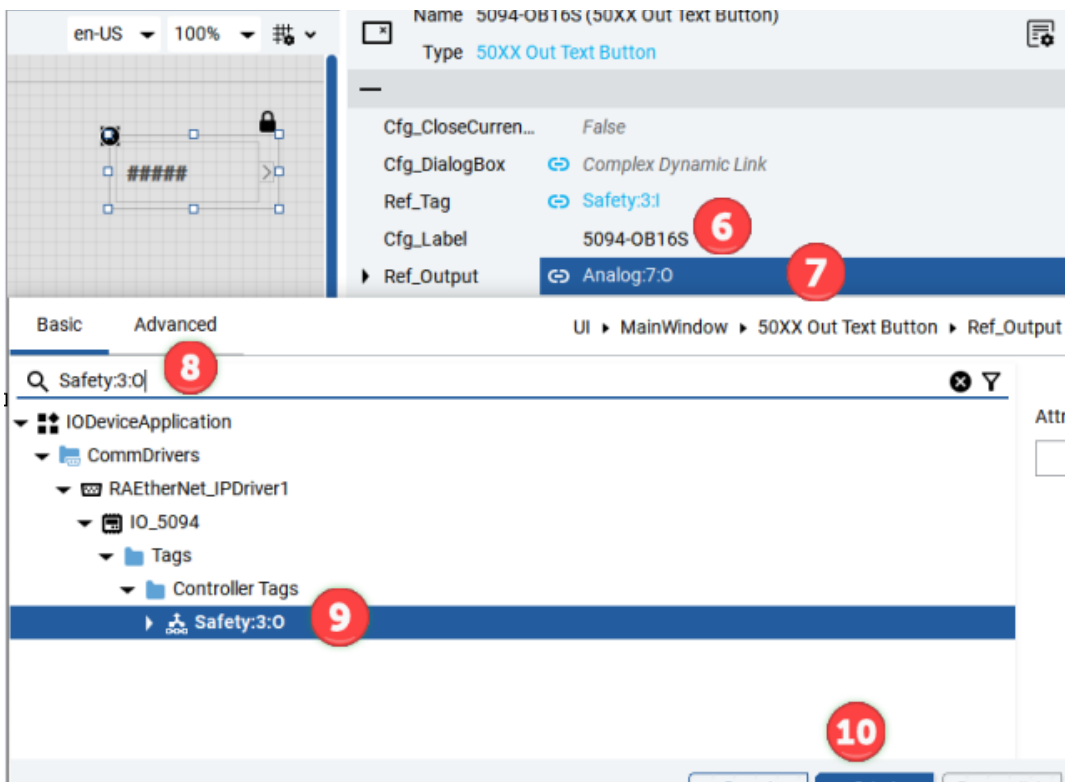 en-US 100%
Name 5094-OB16S (50XX Out Text Button)
Type 50XX Out Text Button
#####
Cfg_CloseCurren... False
Cfg_DialogBox Complex Dynamic Link
Ref_Tag Safety:3:I
Cfg_Label 5094-OB16S
6
Ref_Output Analog:7:O
7
Basic Advanced
UI ▸ MainWindow ▸ 50XX Out Text Button ▸ Ref_Output
8
Safety:3:O
IODeviceApplication
Attr
CommDrivers
RAEtherNet_IPDriver1
IO_5094
Tags
Controller Tags
Safety:3:O
9
10